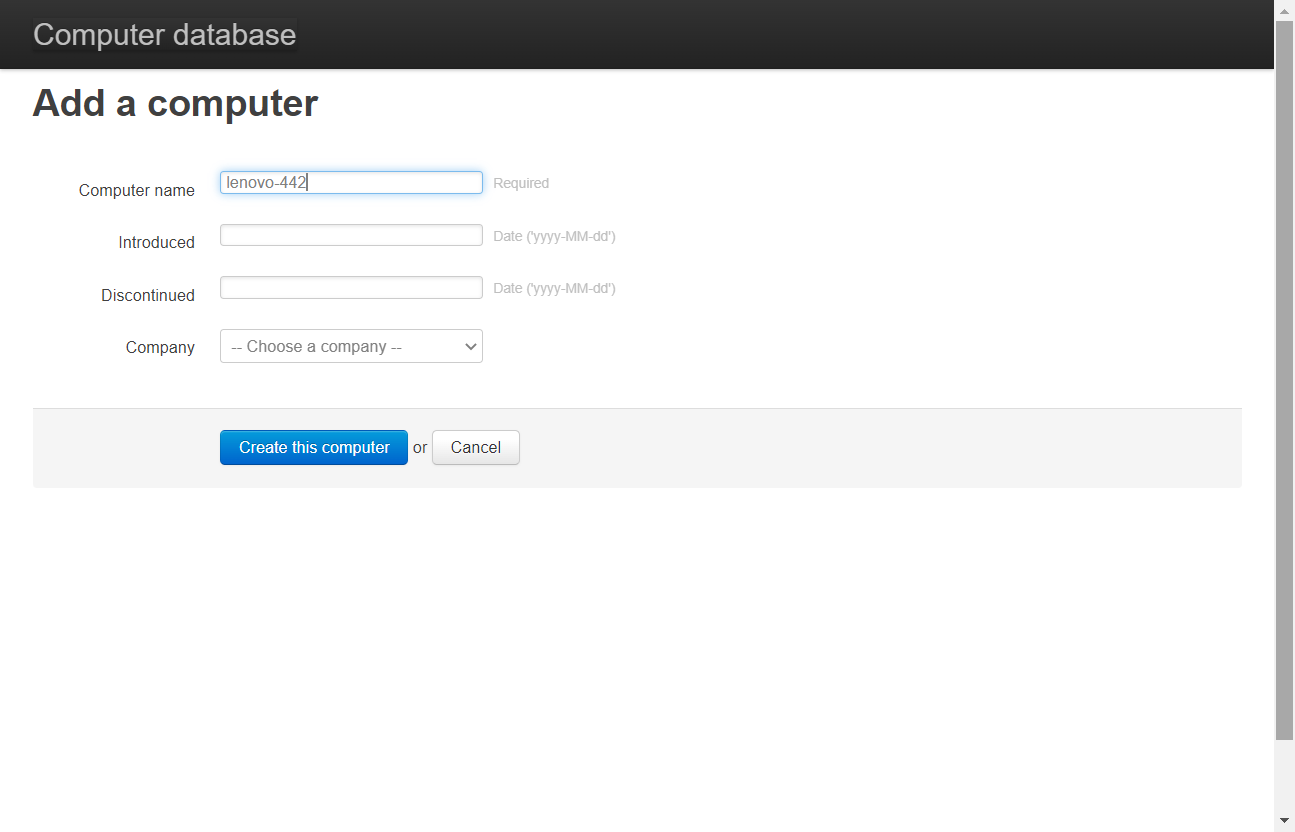 Computer database
Add a computer
Computer name lenovo-442 Required
Introduced Date ('yyyy-MM-dd')
Discontinued Date ('yyyy-MM-dd')
Company -- Choose a company --
Create this computer or Cancel